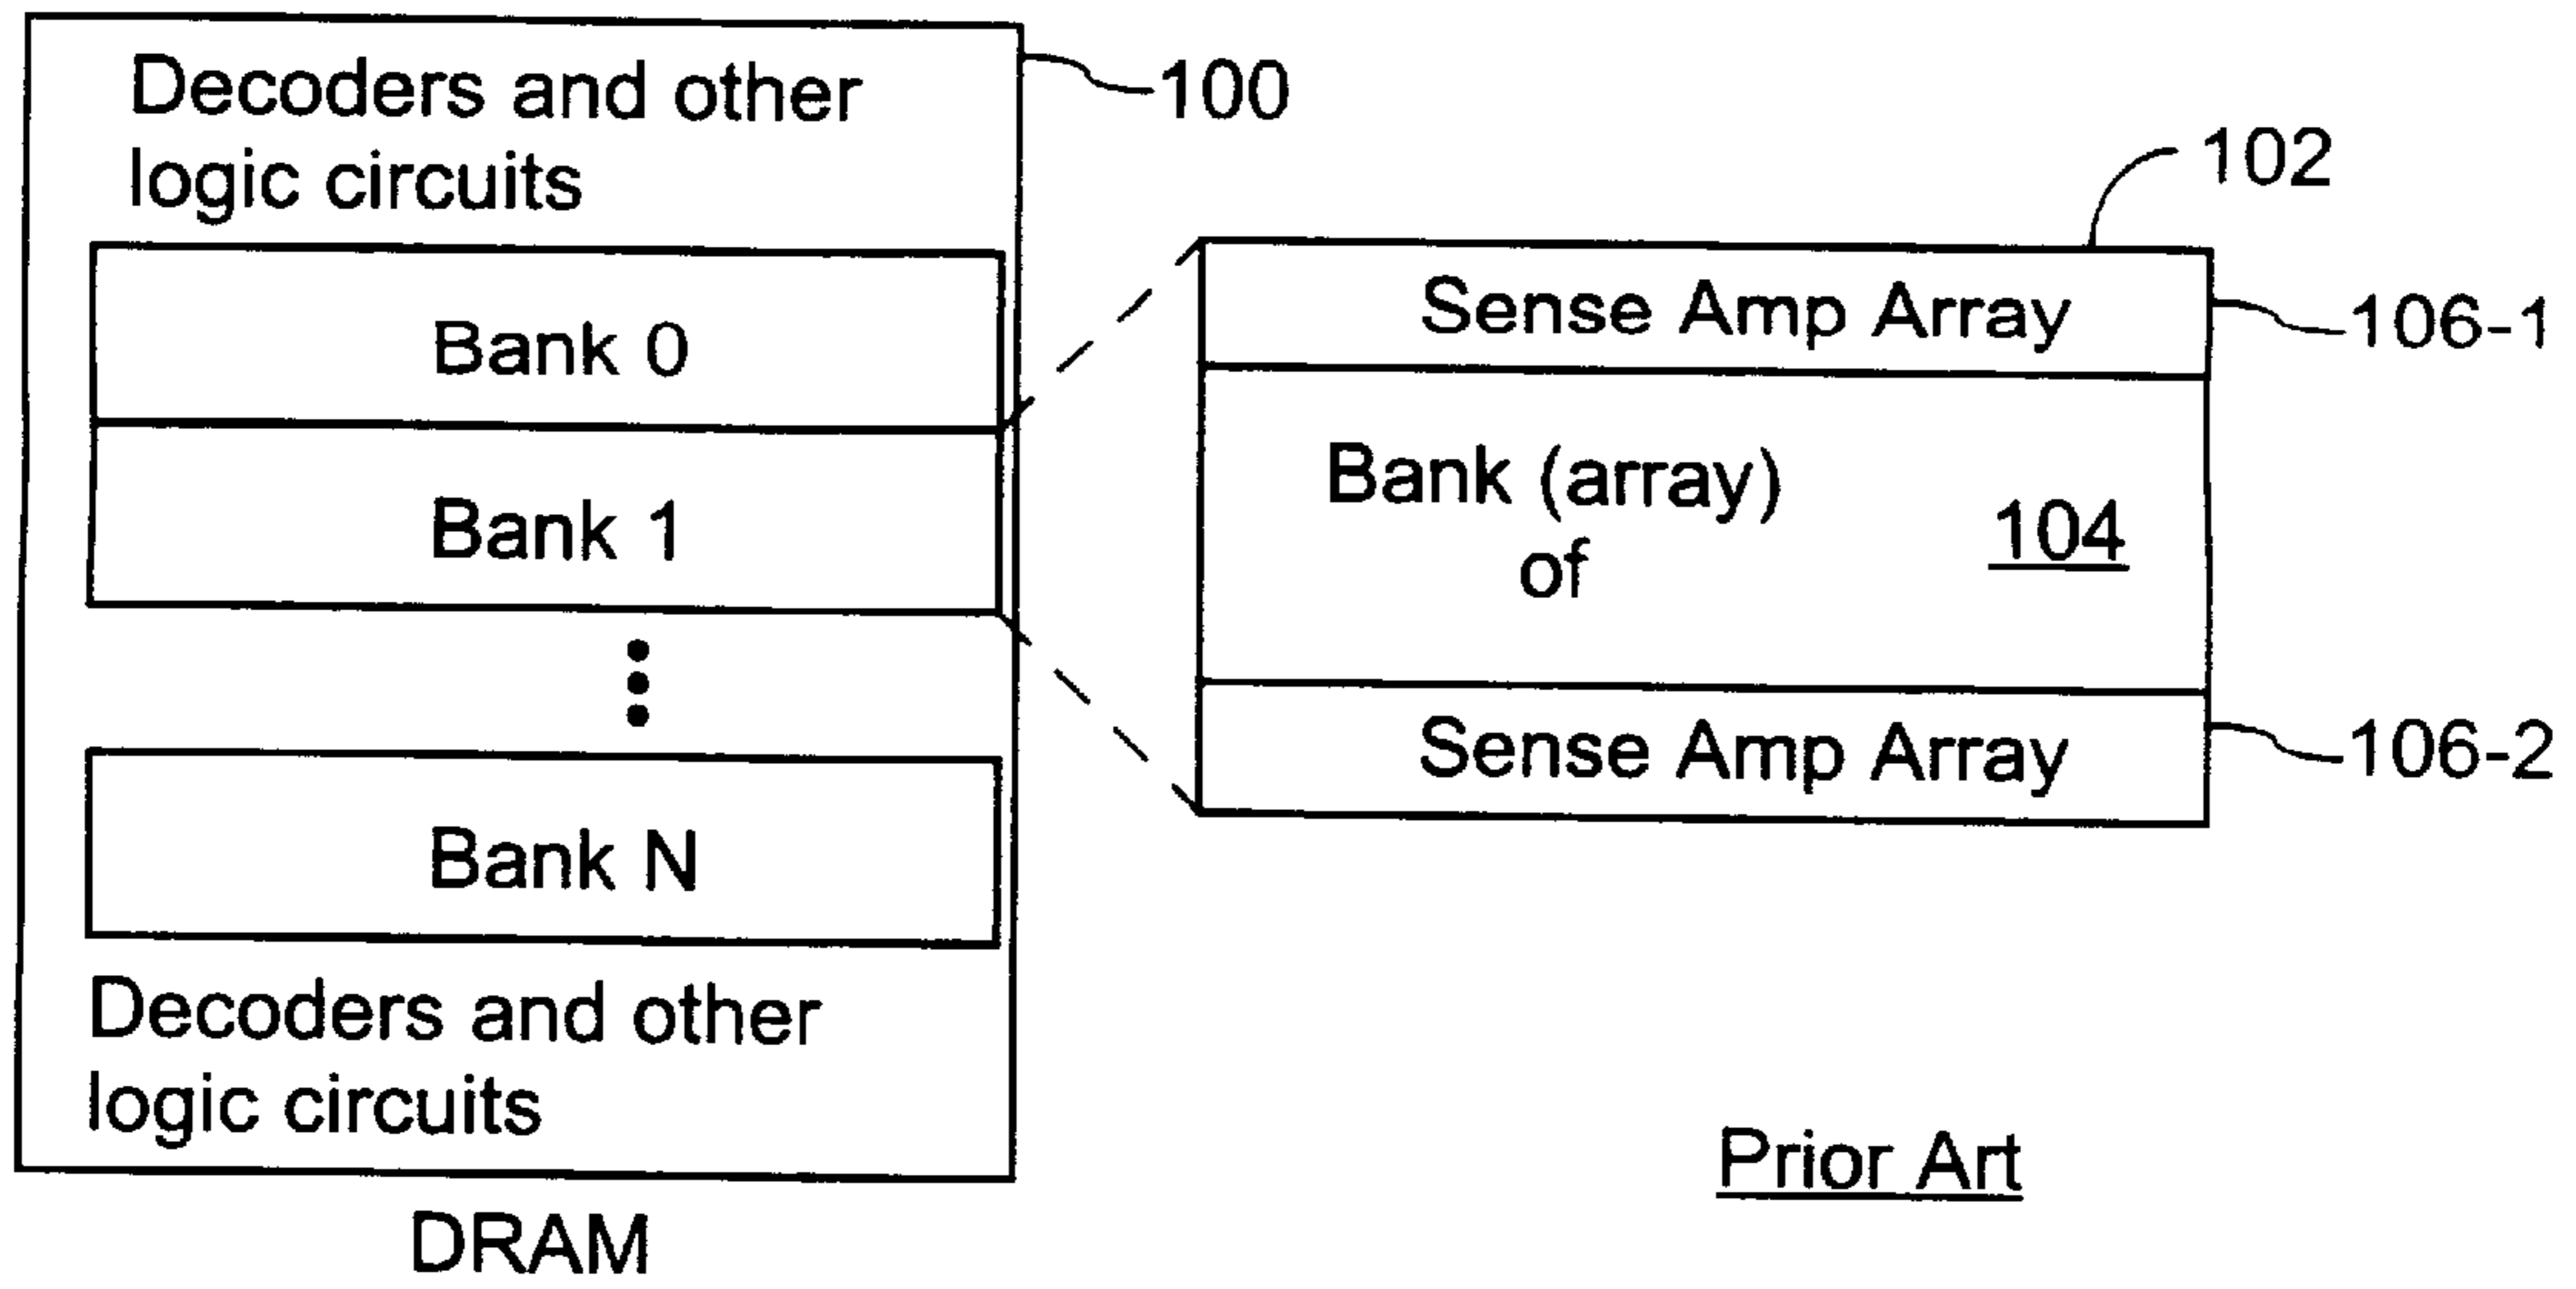 Decoders and other
logic circuits
100
Bank 0
Bank 1
Bank N
Decoders and other
logic circuits
DRAM
102
Sense Amp Array
106-1
Bank (array)
of
104
Sense Amp Array
106-2
Prior Art